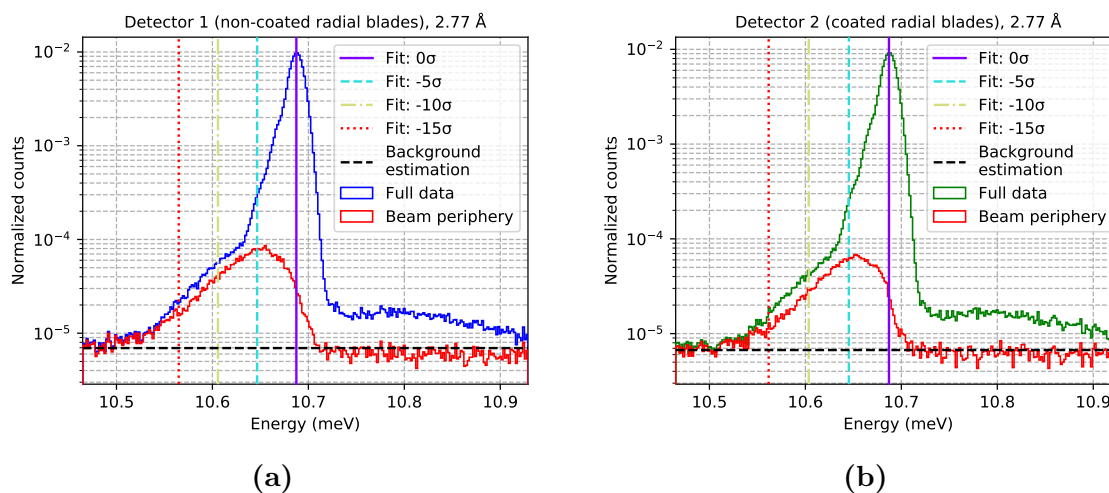 Detector 1 (non-coated radial blades), 2.77 Å
Normalized counts
10⁻²
10⁻³
10⁻⁴
10⁻⁵
Fit: 0σ
Fit: -5σ
Fit: -10σ
Fit: -15σ
Background
estimation
Full data
Beam periphery
10.5 10.6 10.7 10.8 10.9
Energy (meV)
(a)
Detector 2 (coated radial blades), 2.77 Å
Normalized counts
10⁻²
10⁻³
10⁻⁴
10⁻⁵
Fit: 0σ
Fit: -5σ
Fit: -10σ
Fit: -15σ
Background
estimation
Full data
Beam periphery
10.5 10.6 10.7 10.8 10.9
Energy (meV)
(b)